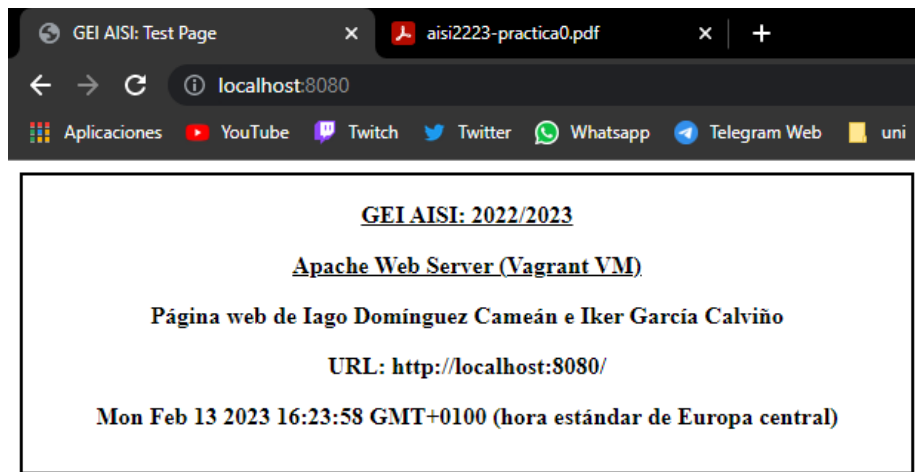 GEI AISI: Test Page
aisi2223-practica0.pdf
localhost:8080
Aplicaciones YouTube Twitch Twitter Whatsapp Telegram Web uni
GEI AISI: 2022/2023
Apache Web Server (Vagrant VM)
Página web de Iago Domínguez Cameán e Iker García Calviño
URL: http://localhost:8080/
Mon Feb 13 2023 16:23:58 GMT+0100 (hora estándar de Europa central)